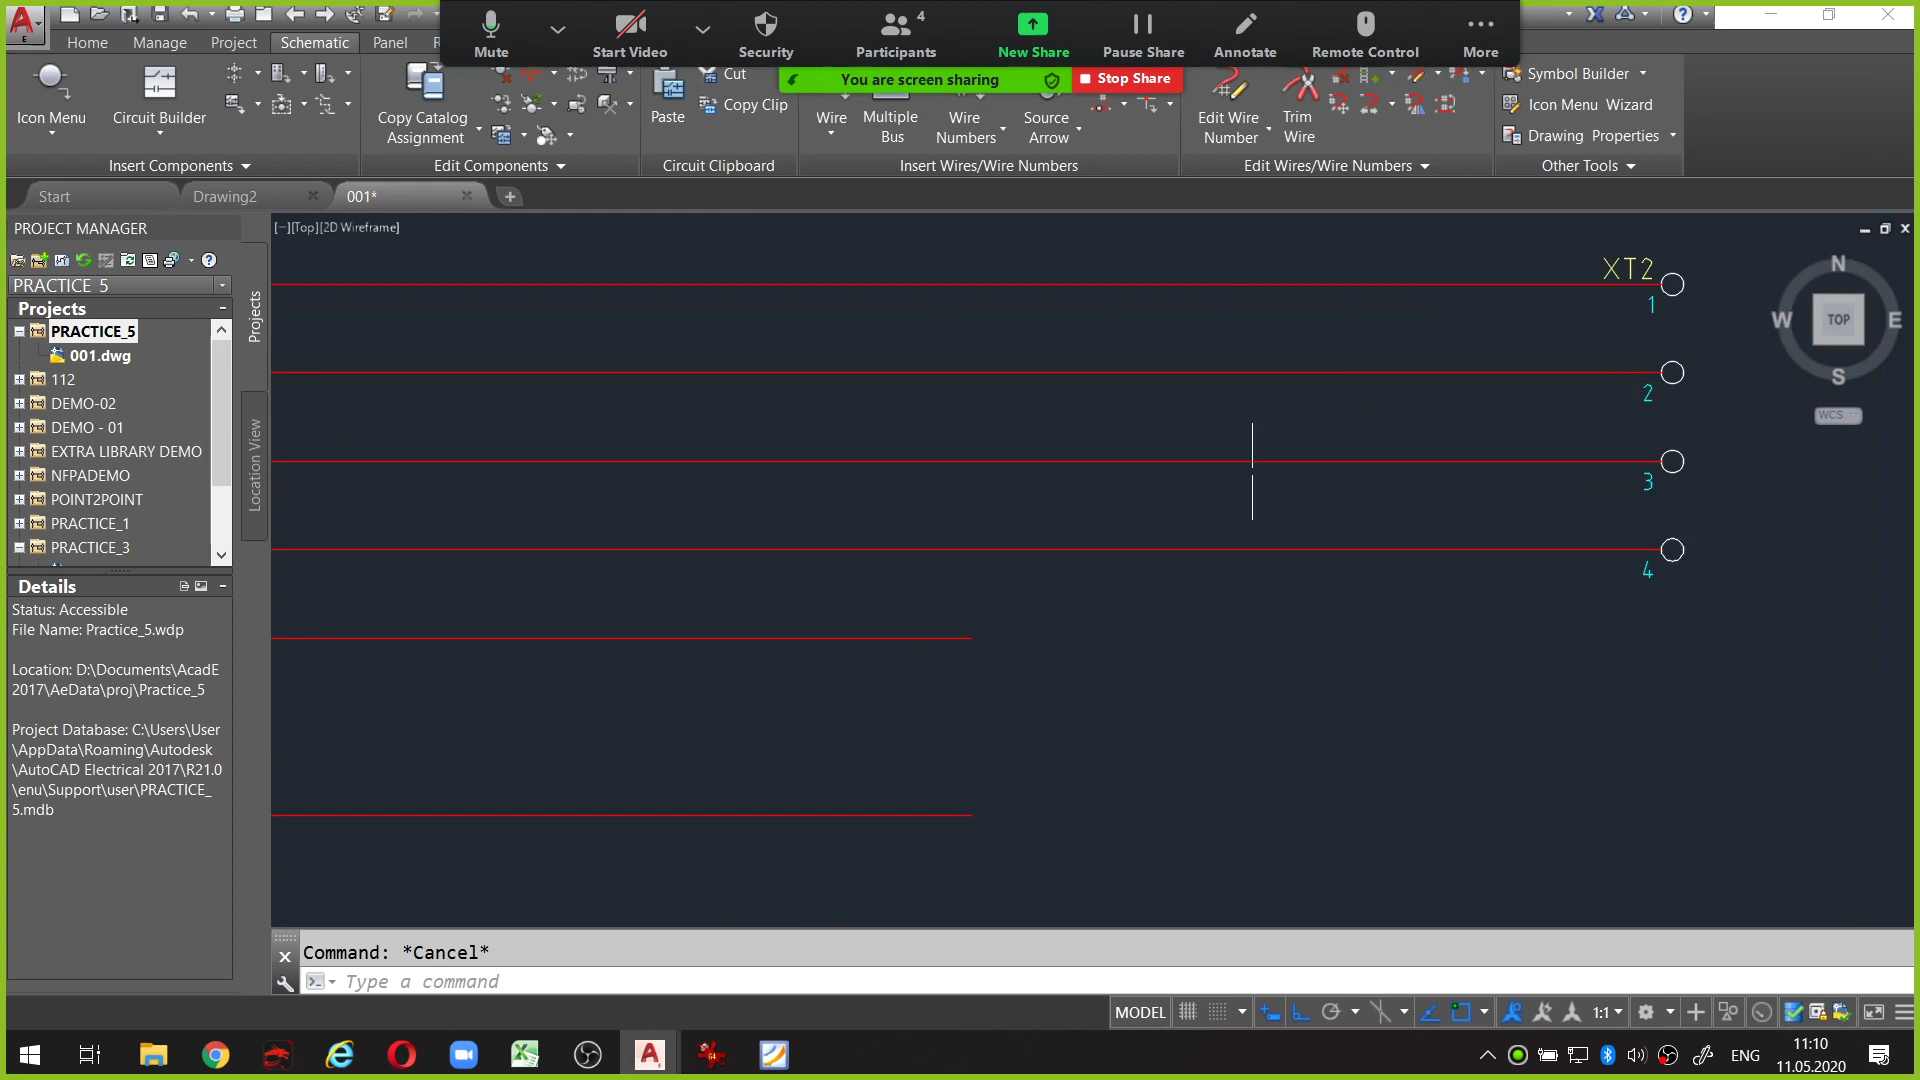 Mute
Start Video
Security
Participants
4
New Share
Pause Share
Annotate
Remote Control
More
You are screen sharing
Stop Share
Home
Manage
Project
Schematic
Panel
Icon Menu
Circuit Builder
Insert Components
Copy Catalog
Assignment
Edit Components
Paste
Cut
Copy Clip
Circuit Clipboard
Wire
Multiple
Bus
Wire
Numbers
Source
Arrow
Insert Wires/Wire Numbers
Edit Wire
Number
Trim
Wire
Edit Wires/Wire Numbers
Symbol Builder
Icon Menu Wizard
Drawing Properties
Other Tools
Start
Drawing2
001*
PROJECT MANAGER
PRACTICE_5
Projects
PRACTICE_5
001.dwg
112
DEMO-02
DEMO - 01
EXTRA LIBRARY DEMO
NFPADEMO
POINT2POINT
PRACTICE_1
PRACTICE_3
Projects
Location View
Details
Status: Accessible
File Name: Practice_5.wdp
Location: D:\Documents\AcadE
2017\AeData\proj\Practice_5
Project Database: C:\Users\User
\AppData\Roaming\Autodesk
\AutoCAD Electrical 2017\R21.0
\enu\Support\user\PRACTICE_
5.mdb
[−][Top][2D Wireframe]
XT2
1
2
3
4
N
W
TOP
E
S
WCS
Command: *Cancel*
Type a command
MODEL
1:1
ENG
11:10
11.05.2020